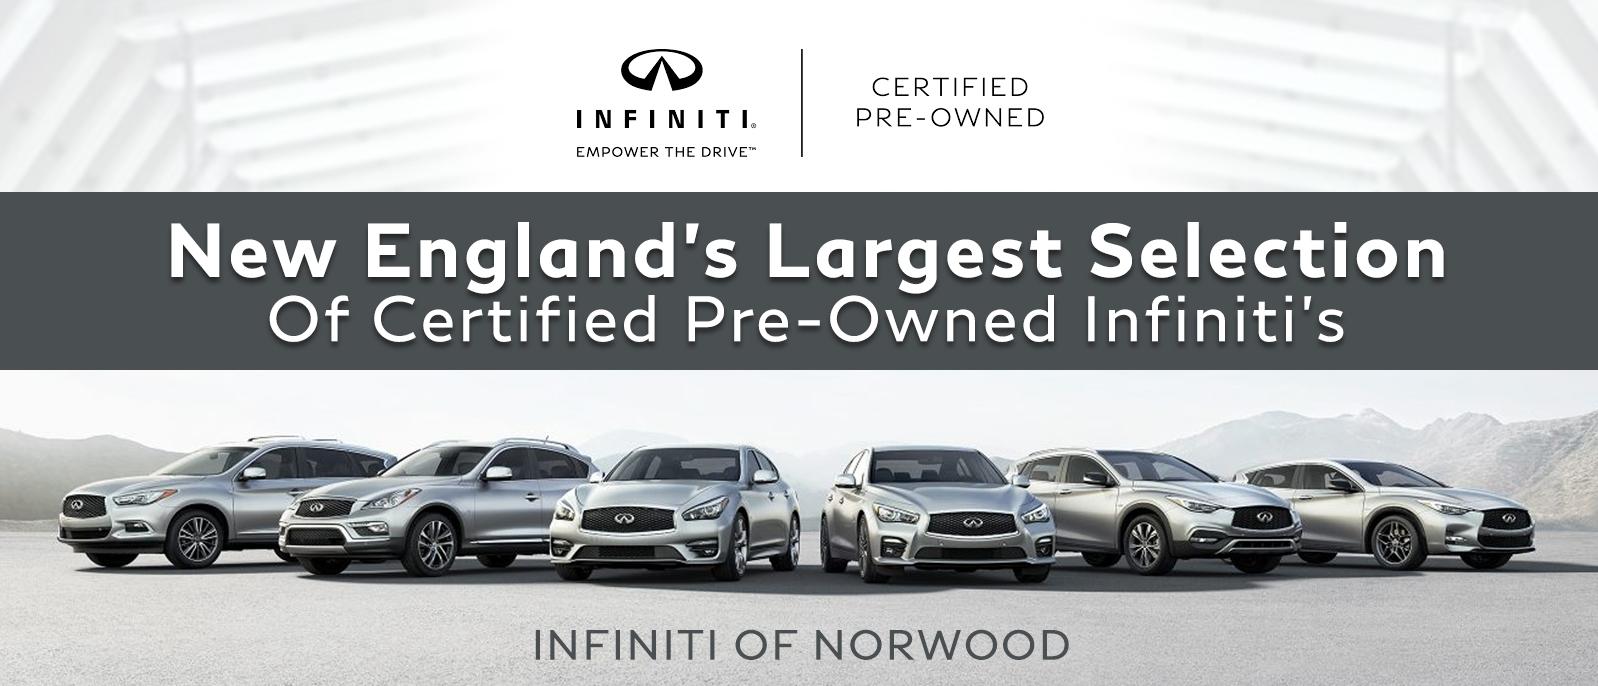 INFINITI®
EMPOWER THE DRIVE™
CERTIFIED
PRE-OWNED
New England's Largest Selection
Of Certified Pre-Owned Infiniti's
INFINITI OF NORWOOD